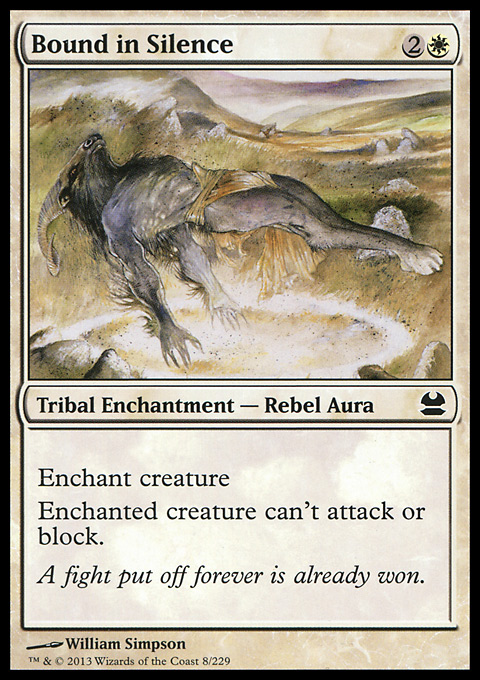 Bound in Silence 2
Tribal Enchantment — Rebel Aura
Enchant creature
Enchanted creature can't attack or
block.
A fight put off forever is already won.
William Simpson
™ & © 2013 Wizards of the Coast 8/229